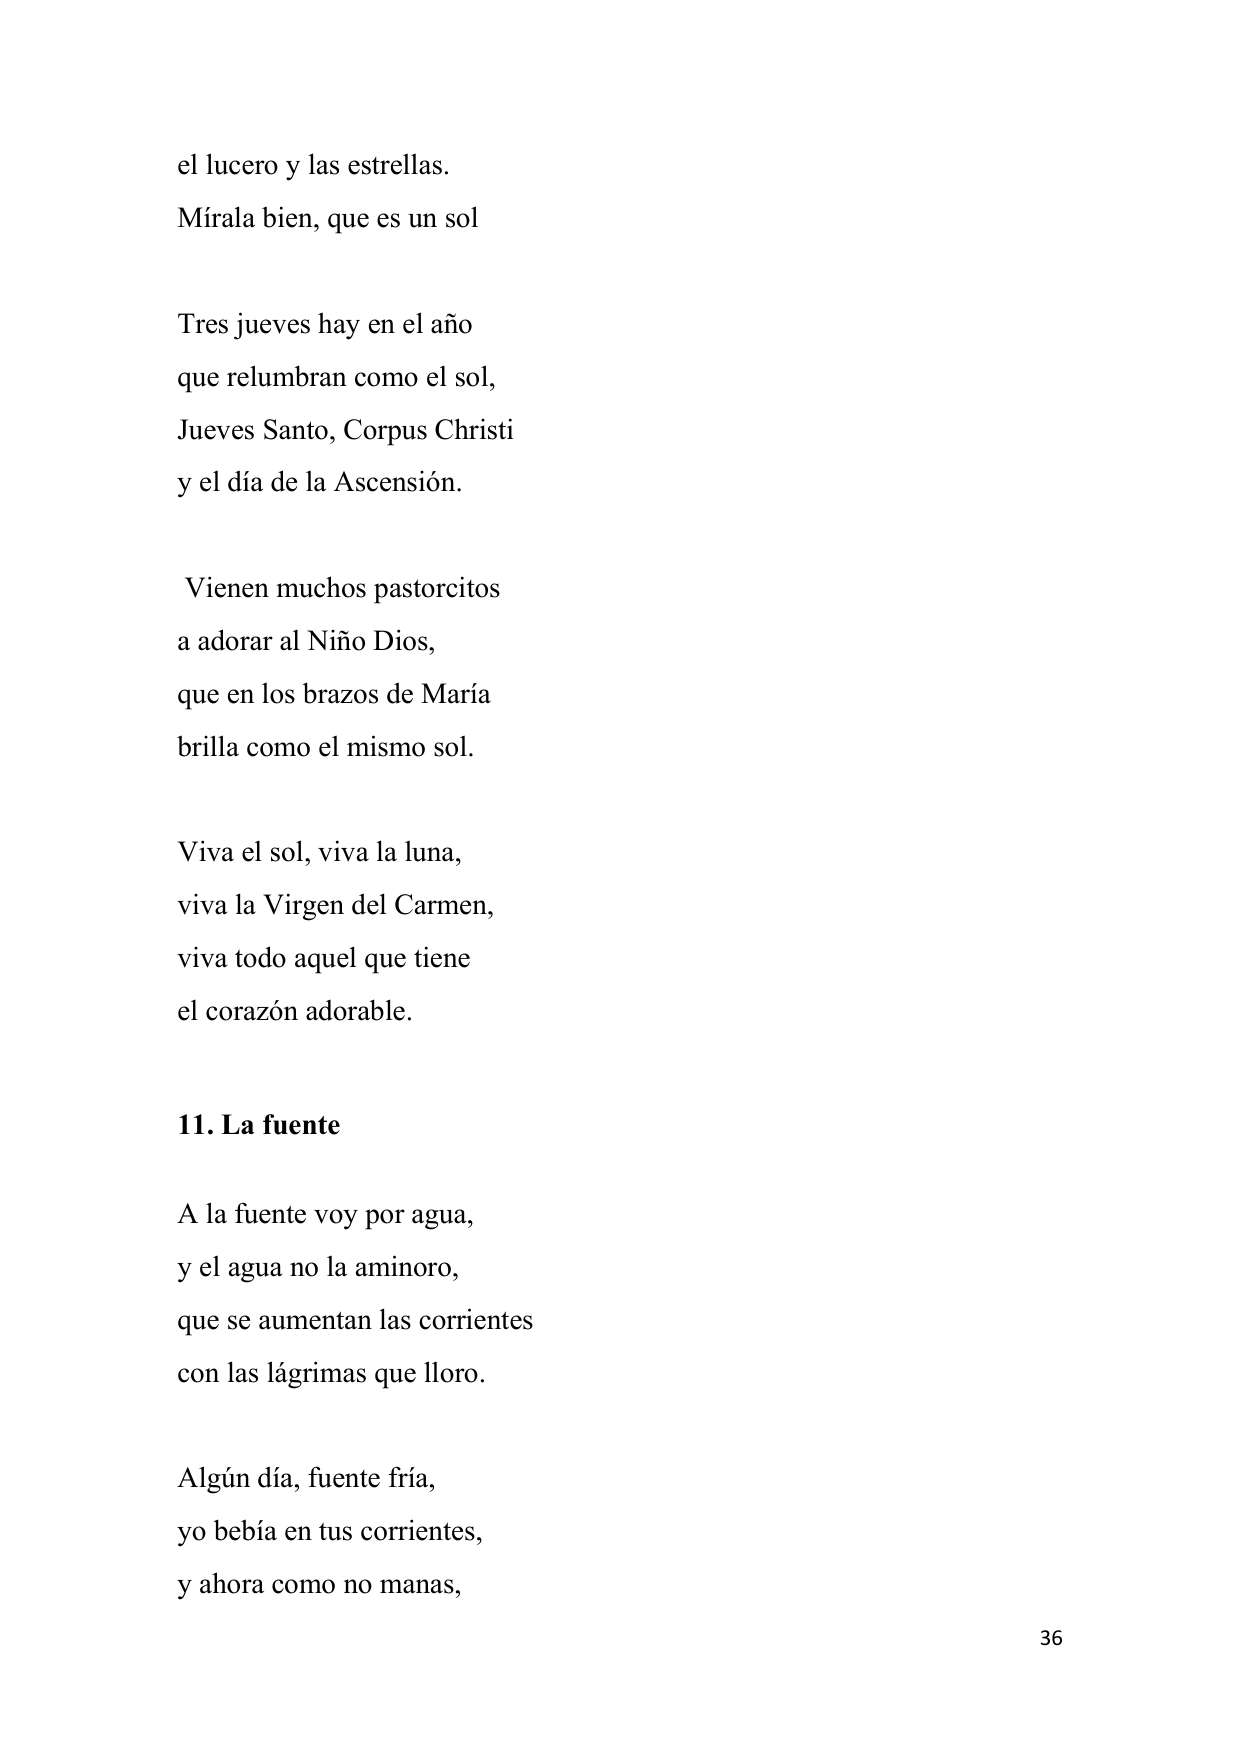 el lucero y las estrellas.
Mírala bien, que es un sol
Tres jueves hay en el año
que relumbran como el sol,
Jueves Santo, Corpus Christi
y el día de la Ascensión.
Vienen muchos pastorcitos
a adorar al Niño Dios,
que en los brazos de María
brilla como el mismo sol.
Viva el sol, viva la luna,
viva la Virgen del Carmen,
viva todo aquel que tiene
el corazón adorable.
11. La fuente
A la fuente voy por agua,
y el agua no la aminoro,
que se aumentan las corrientes
con las lágrimas que lloro.
Algún día, fuente fría,
yo bebía en tus corrientes,
y ahora como no manas,
36